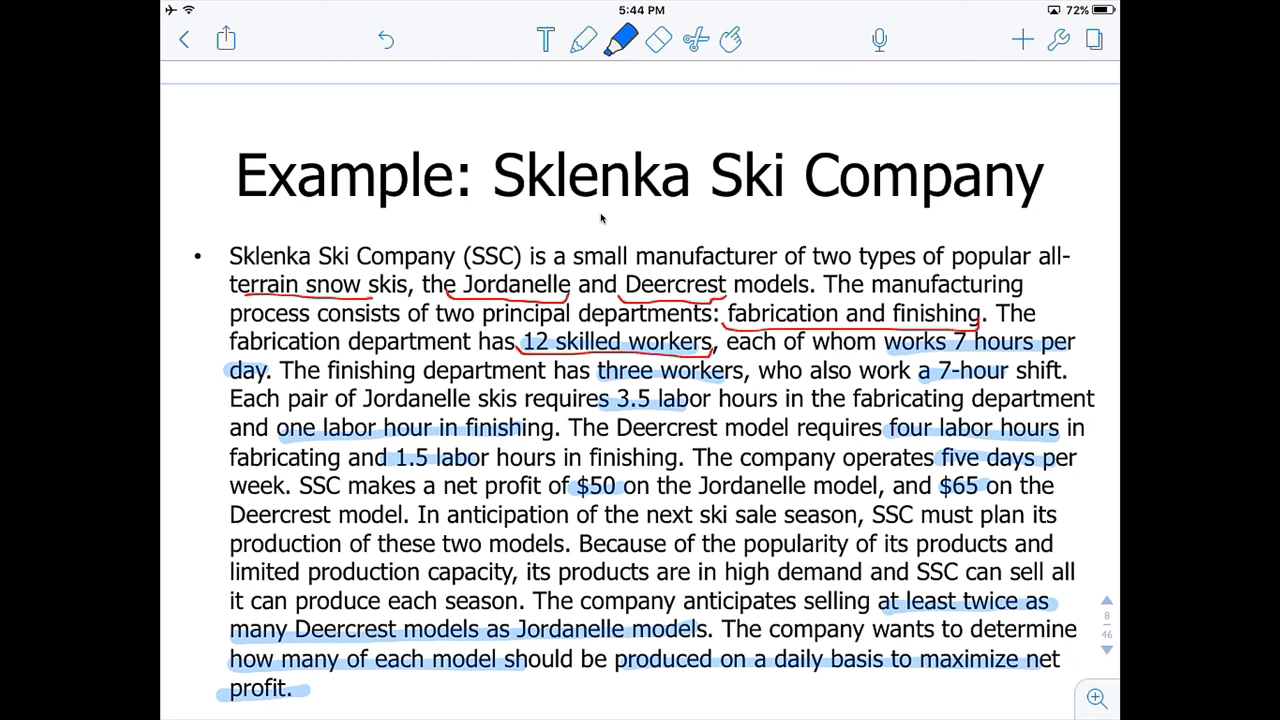 5:44 PM
72%
T
Example: Sklenka Ski Company
• Sklenka Ski Company (SSC) is a small manufacturer of two types of popular all-
terrain snow skis, the Jordanelle and Deercrest models. The manufacturing
process consists of two principal departments: fabrication and finishing. The
fabrication department has 12 skilled workers, each of whom works 7 hours per
day. The finishing department has three workers, who also work a 7-hour shift.
Each pair of Jordanelle skis requires 3.5 labor hours in the fabricating department
and one labor hour in finishing. The Deercrest model requires four labor hours in
fabricating and 1.5 labor hours in finishing. The company operates five days per
week. SSC makes a net profit of $50 on the Jordanelle model, and $65 on the
Deercrest model. In anticipation of the next ski sale season, SSC must plan its
production of these two models. Because of the popularity of its products and
limited production capacity, its products are in high demand and SSC can sell all
it can produce each season. The company anticipates selling at least twice as
many Deercrest models as Jordanelle models. The company wants to determine
how many of each model should be produced on a daily basis to maximize net
profit.
8
46